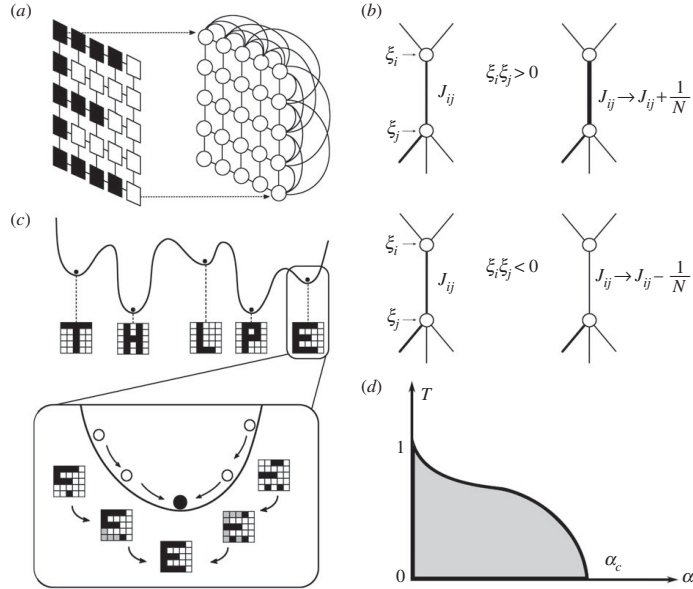 (a)
(b)
ξi
Jij
ξiξj > 0
Jij → Jij + 1/N
ξj
(c)
ξi
Jij
ξiξj < 0
Jij → Jij − 1/N
ξj
T H L P E
(d)
T
1
0
αc
α